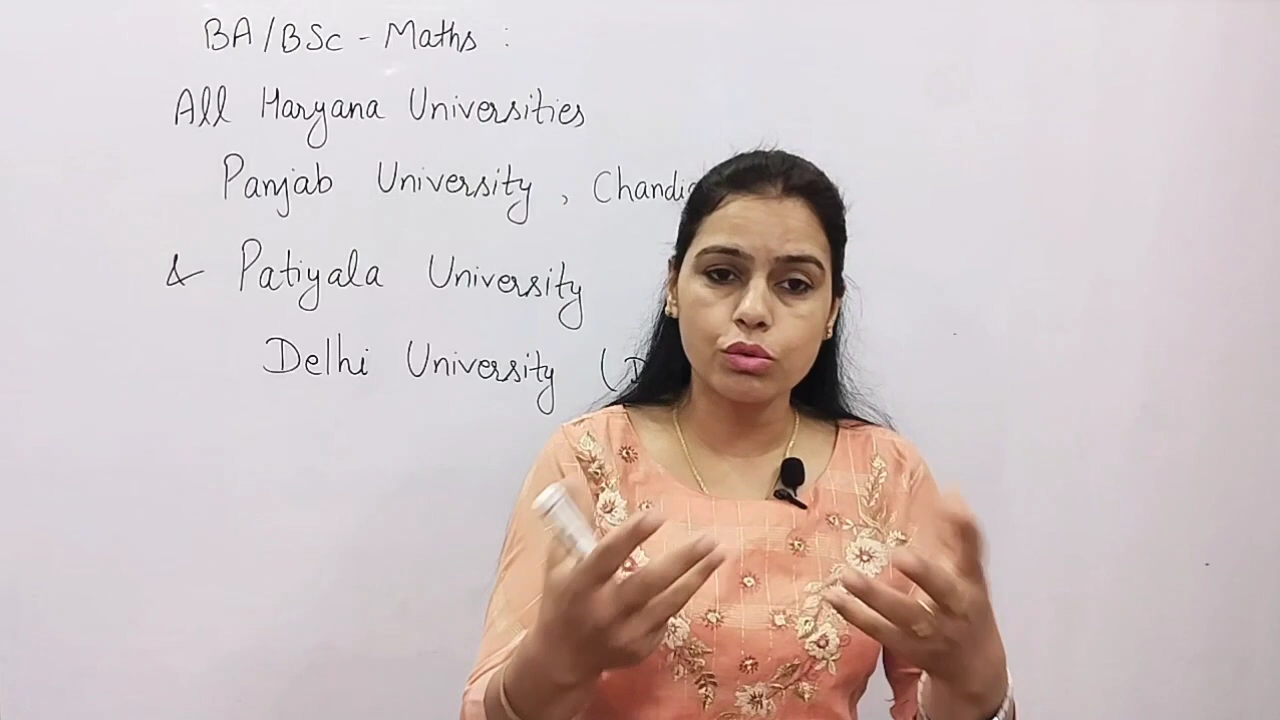 BA/BSc - Maths :
All Haryana Universities
Panjab University, 
& Patiyala University
Delhi University